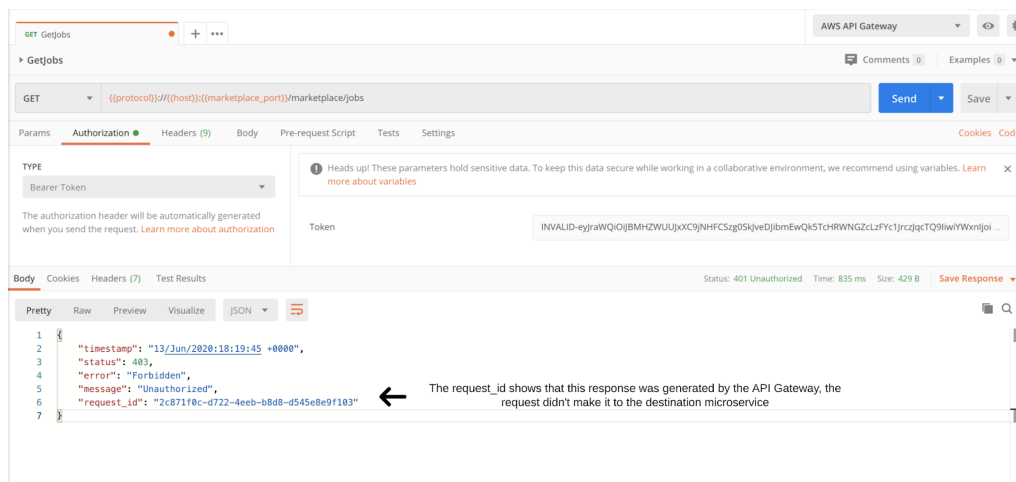 GET GetJobs
AWS API Gateway
GetJobs
Comments 0
Examples 0
GET
{{protocol}}://{{host}}:{{marketplace_port}}/marketplace/jobs
Send
Save
Params Authorization Headers (9) Body Pre-request Script Tests Settings
Cookies Cod
TYPE
Bearer Token
The authorization header will be automatically generated
when you send the request. Learn more about authorization
Heads up! These parameters hold sensitive data. To keep this data secure while working in a collaborative environment, we recommend using variables. Learn
more about variables
Token
Body Cookies Headers (7) Test Results
Status: 401 Unauthorized Time: 835 ms Size: 429 B Save Response
Pretty Raw Preview Visualize JSON
1 {
2 "timestamp": "13/Jun/2020:18:19:45 +0000",
3 "status": 403,
4 "error": "Forbidden",
5 "message": "Unauthorized",
6 "request_id": "2c871f0c-d722-4eeb-b8d8-d545e8e9f103"
7 }
The request_id shows that this response was generated by the API Gateway, the
request didn't make it to the destination microservice